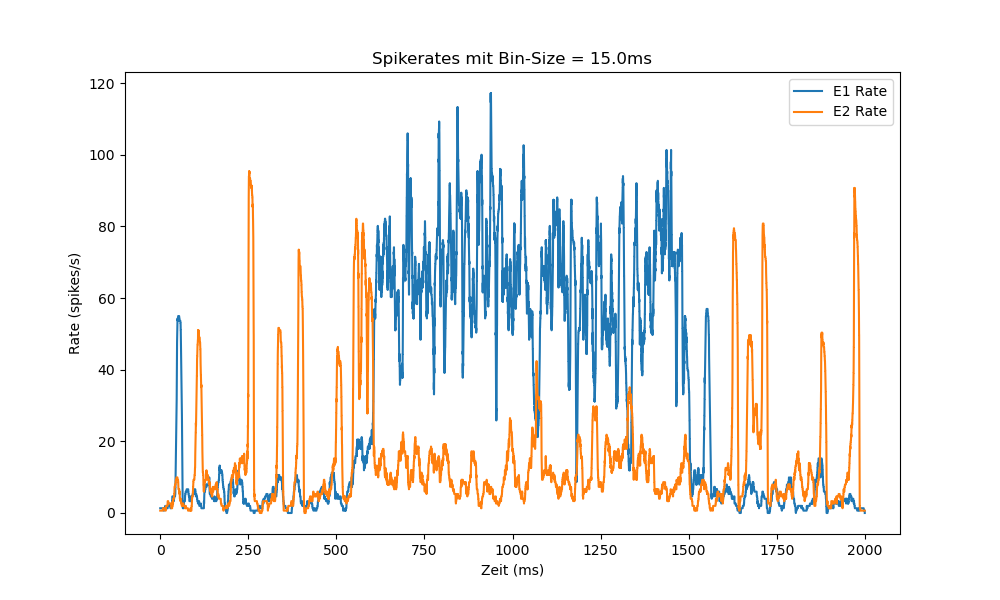 Spikerates mit Bin-Size = 15.0ms
E1 Rate
E2 Rate
Rate (spikes/s)
120
100
80
60
40
20
0
0 250 500 750 1000 1250 1500 1750 2000
Zeit (ms)